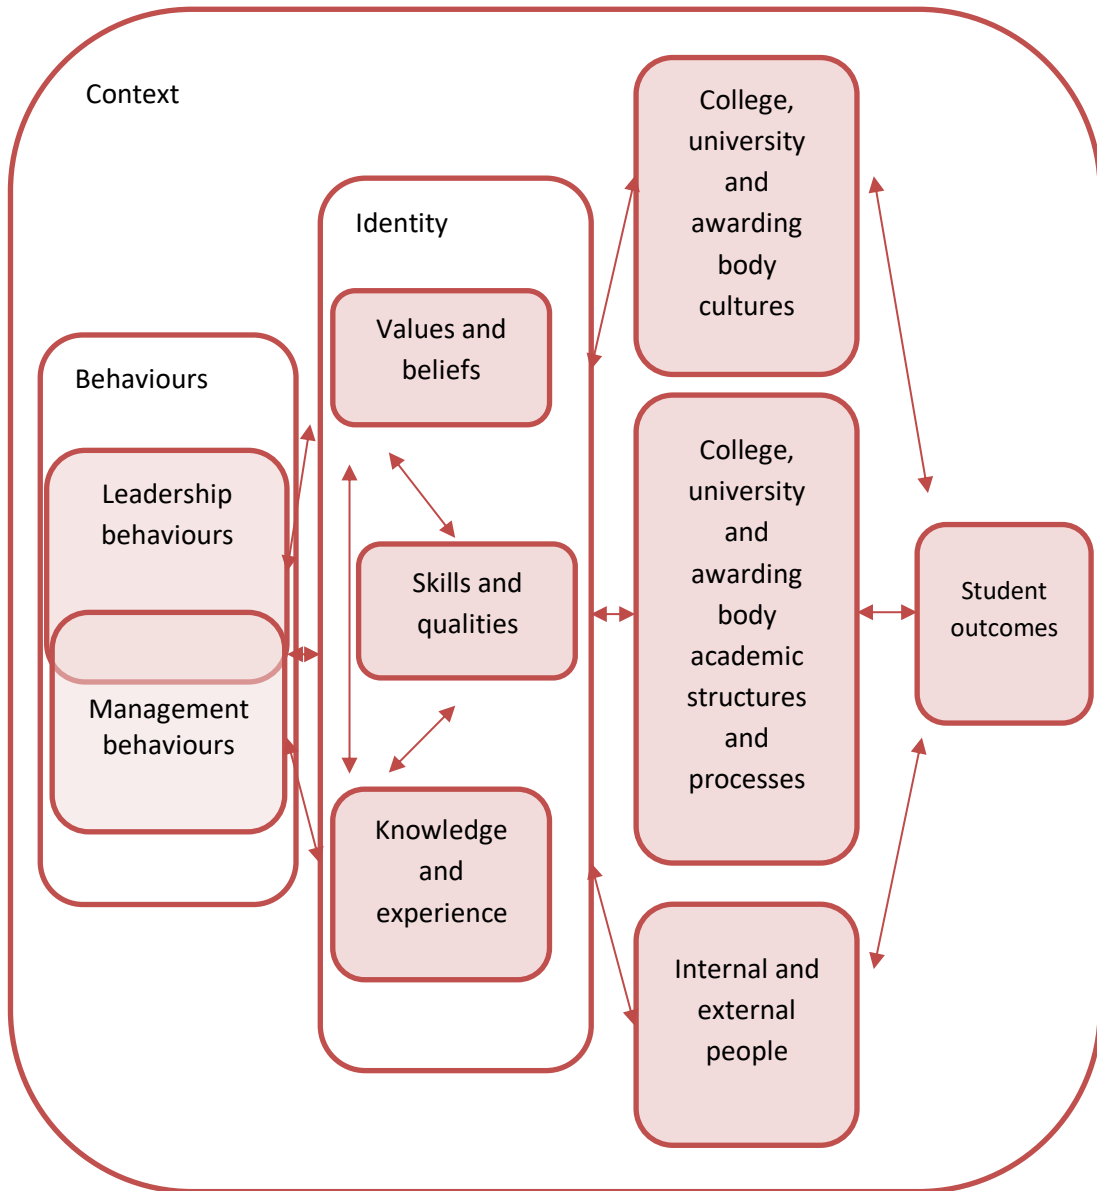 Context
Behaviours
Leadership
behaviours
Management
behaviours
Identity
Values and
beliefs
Skills and
qualities
Knowledge
and
experience
College,
university
and
awarding
body
cultures
College,
university
and
awarding
body
academic
structures
and
processes
Internal and
external
people
Student
outcomes